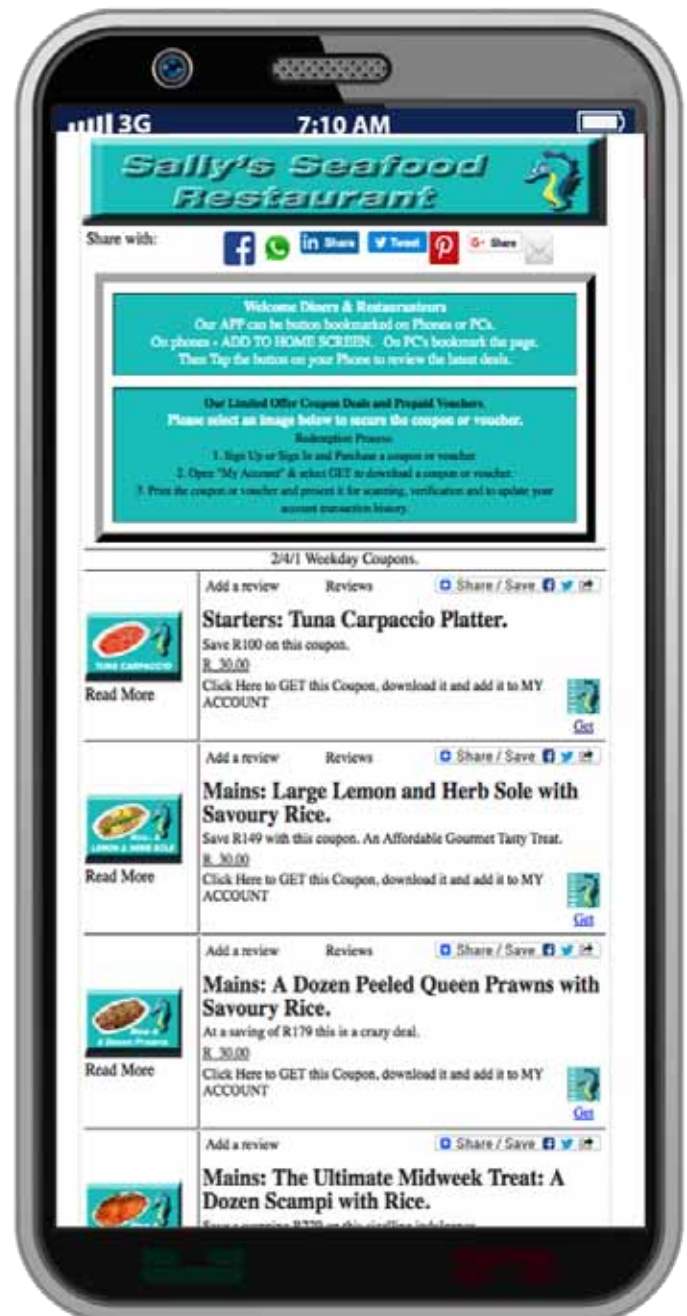 3G 7:10 AM
Sally's Seafood
Restaurant
Share with:
in Share
Tweet
G+ Share
Welcome Diners & Restauranteurs
Our APP can be button bookmarked on Phones or PCs.
On phones - ADD TO HOME SCREEN. On PC's bookmark the page.
Then Tap the button on your Phone to review the latest deals.
Our Limited Offer Coupon Deals and Prepaid Vouchers.
Please select an image below to secure the coupon or voucher.
Redemption Process
1. Sign Up or Sign In and Purchase a coupon or voucher
2. Open "My Account" & select GET to download a coupon or voucher.
3. Print the coupon or voucher and present it for scanning, verification and to update your
account transaction history.
2/4/1 Weekday Coupons.
Add a review Reviews Share / Save
TUNA CARPACCIO
Read More
Starters: Tuna Carpaccio Platter.
Save R100 on this coupon.
R 30.00
Click Here to GET this Coupon, download it and add it to MY
ACCOUNT
Get
Add a review Reviews Share / Save
LEMON & HERB SOLE
Read More
Mains: Large Lemon and Herb Sole with
Savoury Rice.
Save R149 with this coupon. An Affordable Gourmet Tasty Treat.
R 30.00
Click Here to GET this Coupon, download it and add it to MY
ACCOUNT
Get
Add a review Reviews Share / Save
A Dozen Prawns
Read More
Mains: A Dozen Peeled Queen Prawns with
Savoury Rice.
At a saving of R179 this is a crazy deal.
R 30.00
Click Here to GET this Coupon, download it and add it to MY
ACCOUNT
Get
Add a review Share / Save
Mains: The Ultimate Midweek Treat: A
Dozen Scampi with Rice.